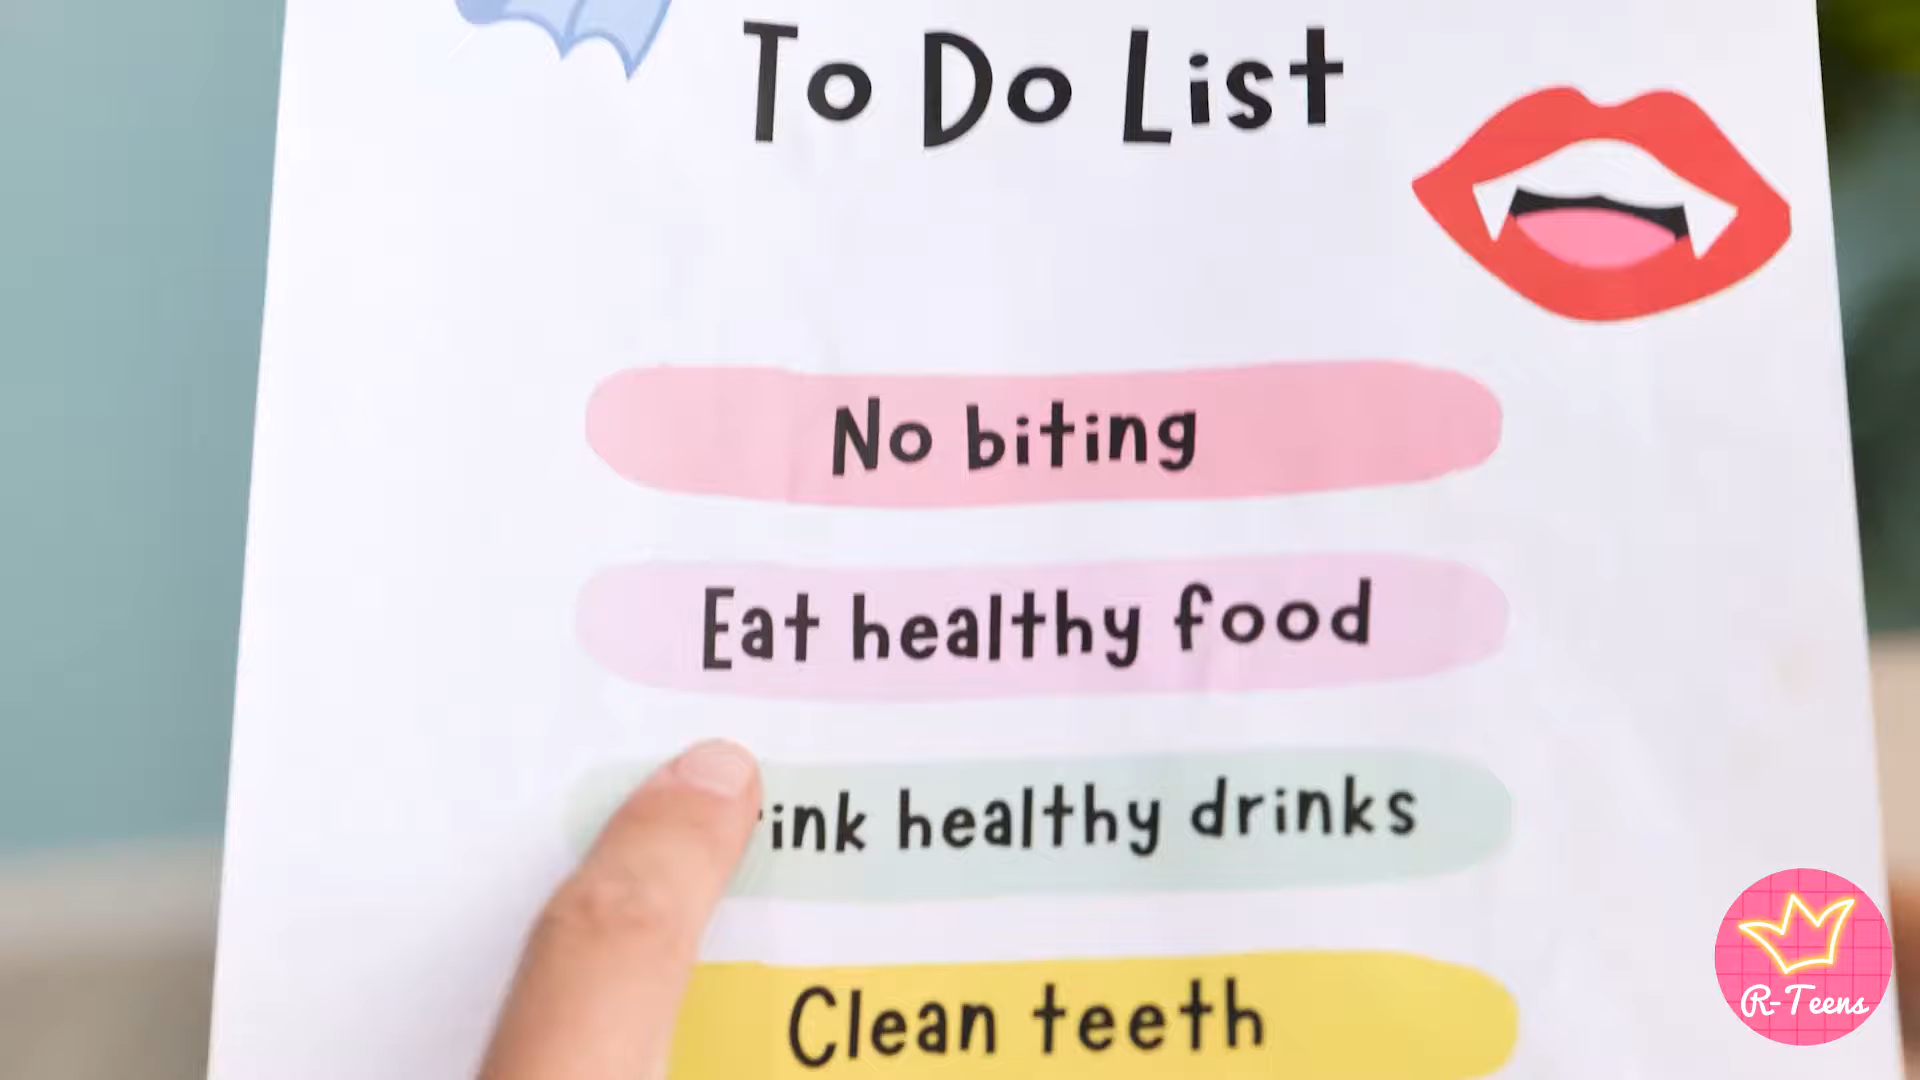 To Do List
No biting
Eat healthy food
ink healthy drinks
Clean teeth
R-Teens